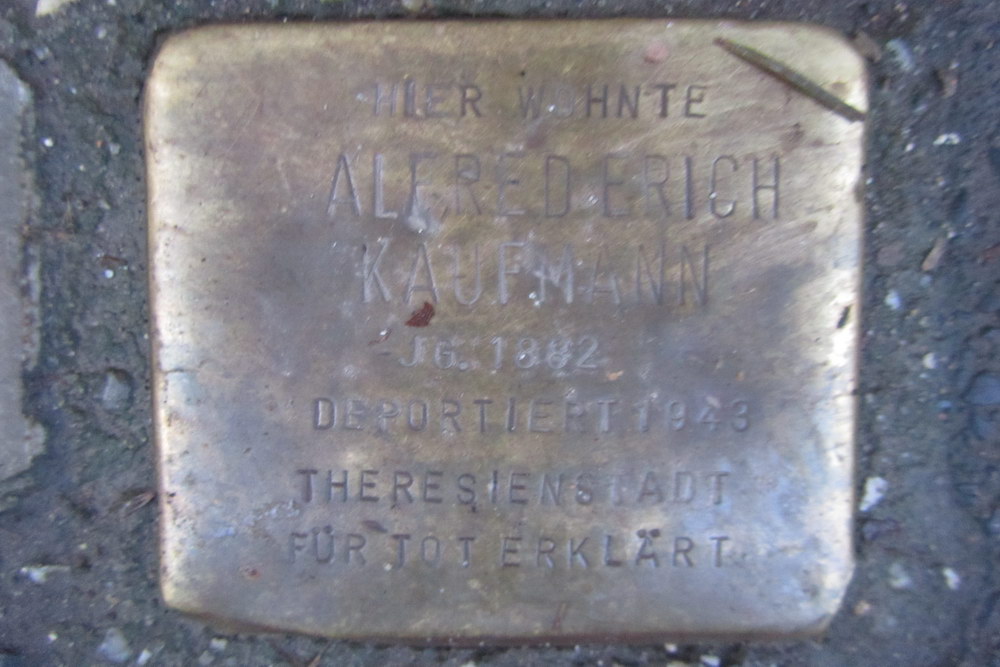 HIER WOHNTE
ALFRED ERICH
KAUFMANN
JG. 1882
DEPORTIERT 1943
THERESIENSTADT
FÜR TOT ERKLÄRT